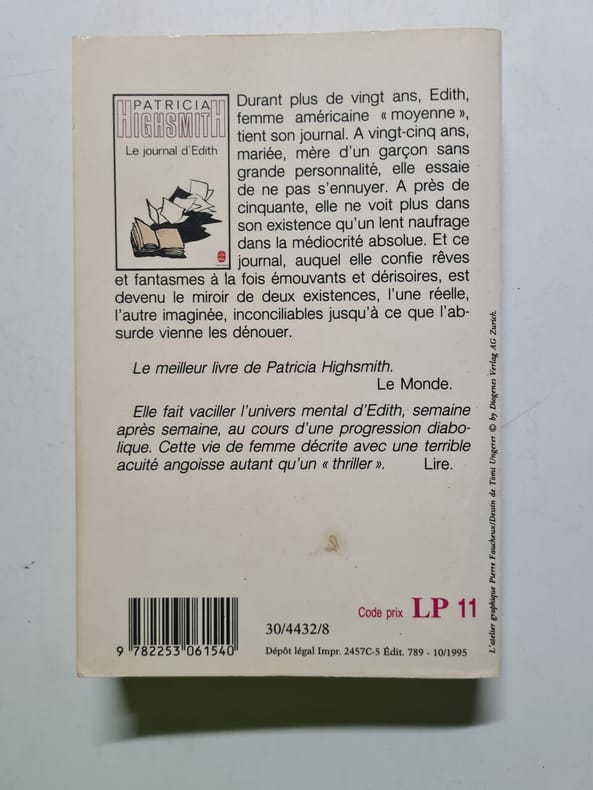 PATRICIA
HIGHSMITH
Le journal d'Edith
Durant plus de vingt ans, Edith,
femme américaine « moyenne »,
tient son journal. A vingt-cinq ans,
mariée, mère d'un garçon sans
grande personnalité, elle essaie
de ne pas s'ennuyer. A près de
cinquante, elle ne voit plus dans
son existence qu'un lent naufrage
dans la médiocrité absolue. Et ce
journal, auquel elle confie rêves
et fantasmes à la fois émouvants et dérisoires, est
devenu le miroir de deux existences, l'une réelle,
l'autre imaginée, inconciliables jusqu'à ce que l'ab-
surde vienne les dénouer.
Le meilleur livre de Patricia Highsmith.
Le Monde.
Elle fait vaciller l'univers mental d'Edith, semaine
après semaine, au cours d'une progression diabo-
lique. Cette vie de femme décrite avec une terrible
acuité angoisse autant qu'un « thriller ». Lire.
L'atelier graphique Pierre Faucheux/Dessin de Tomi Ungerer © by Diogenes Verlag AG Zurich.
Code prix LP 11
30/4432/8
9 782253 061540
Dépôt légal Impr. 2457C-5 Édit. 789 - 10/1995